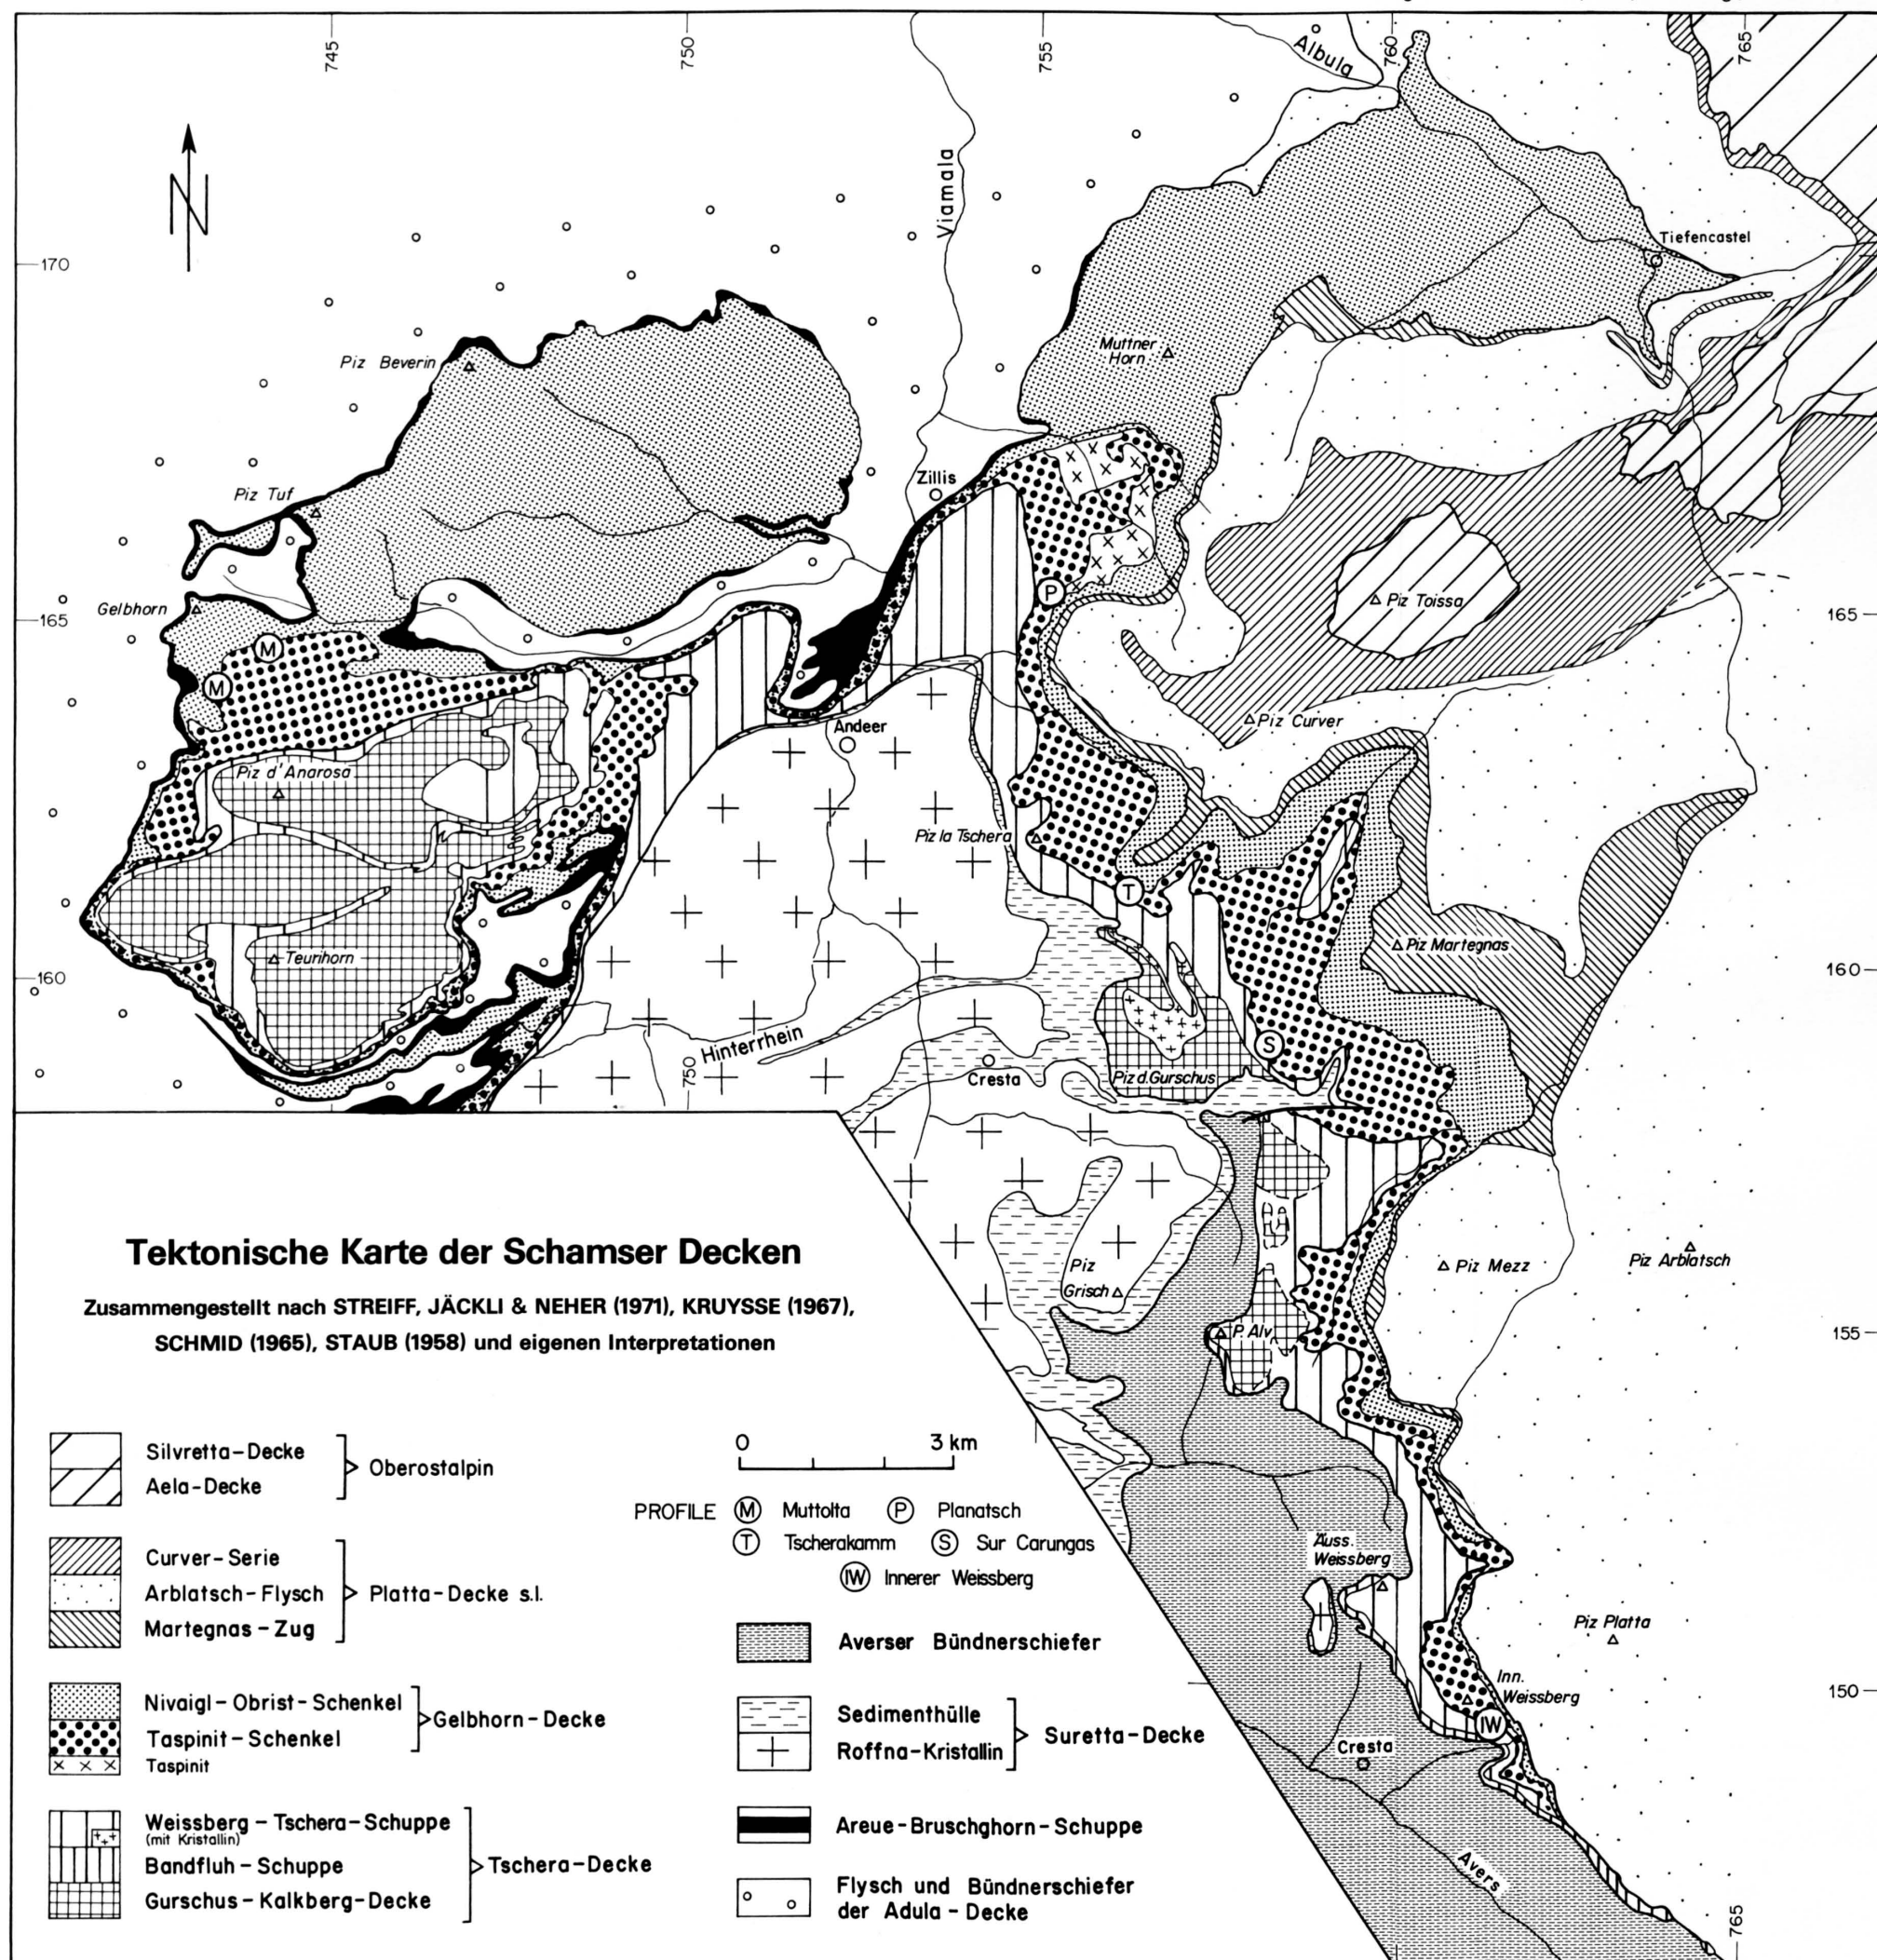 745
750
755
760
765
Albula
Viamala
170
Tiefencastel
Muttner
Horn
Piz Beverin
Piz Tuf
Zillis
Gelbhorn
165
P
Piz Toissa
165
M
M
Piz Curver
Andeer
Piz d'Anarosa
Piz la Tschera
T
Piz Martegnas
Teurihorn
160
160
Hinterrhein
S
750
Cresta
Piz d. Gurschus
Tektonische Karte der Schamser Decken
Zusammengestellt nach STREIFF, JÄCKLI & NEHER (1971), KRUYSSE (1967),
SCHMID (1965), STAUB (1958) und eigenen Interpretationen
Piz
Grisch
Piz Mezz
Piz Arblatsch
P. Alv
155
Silvretta-Decke
Aela-Decke
Oberostalpin
Curver-Serie
Arblatsch-Flysch
Martegnas-Zug
Platta-Decke s.l.
Nivaigl-Obrist-Schenkel
Taspinit-Schenkel
Taspinit
Gelbhorn-Decke
Weissberg-Tschera-Schuppe
(mit Kristallin)
Bandfluh-Schuppe
Gurschus-Kalkberg-Decke
Tschera-Decke
0 3 km
PROFILE M Muttolta P Planatsch
T Tscherakamm S Sur Carungas
IW Innerer Weissberg
Averser Bündnerschiefer
Sedimenthülle
Roffna-Kristallin
Suretta-Decke
Areue-Bruschghorn-Schuppe
Flysch und Bündnerschiefer
der Adula-Decke
Äuss.
Weissberg
Piz Platta
Inn.
Weissberg
150
IW
Cresta
Avers
765
N